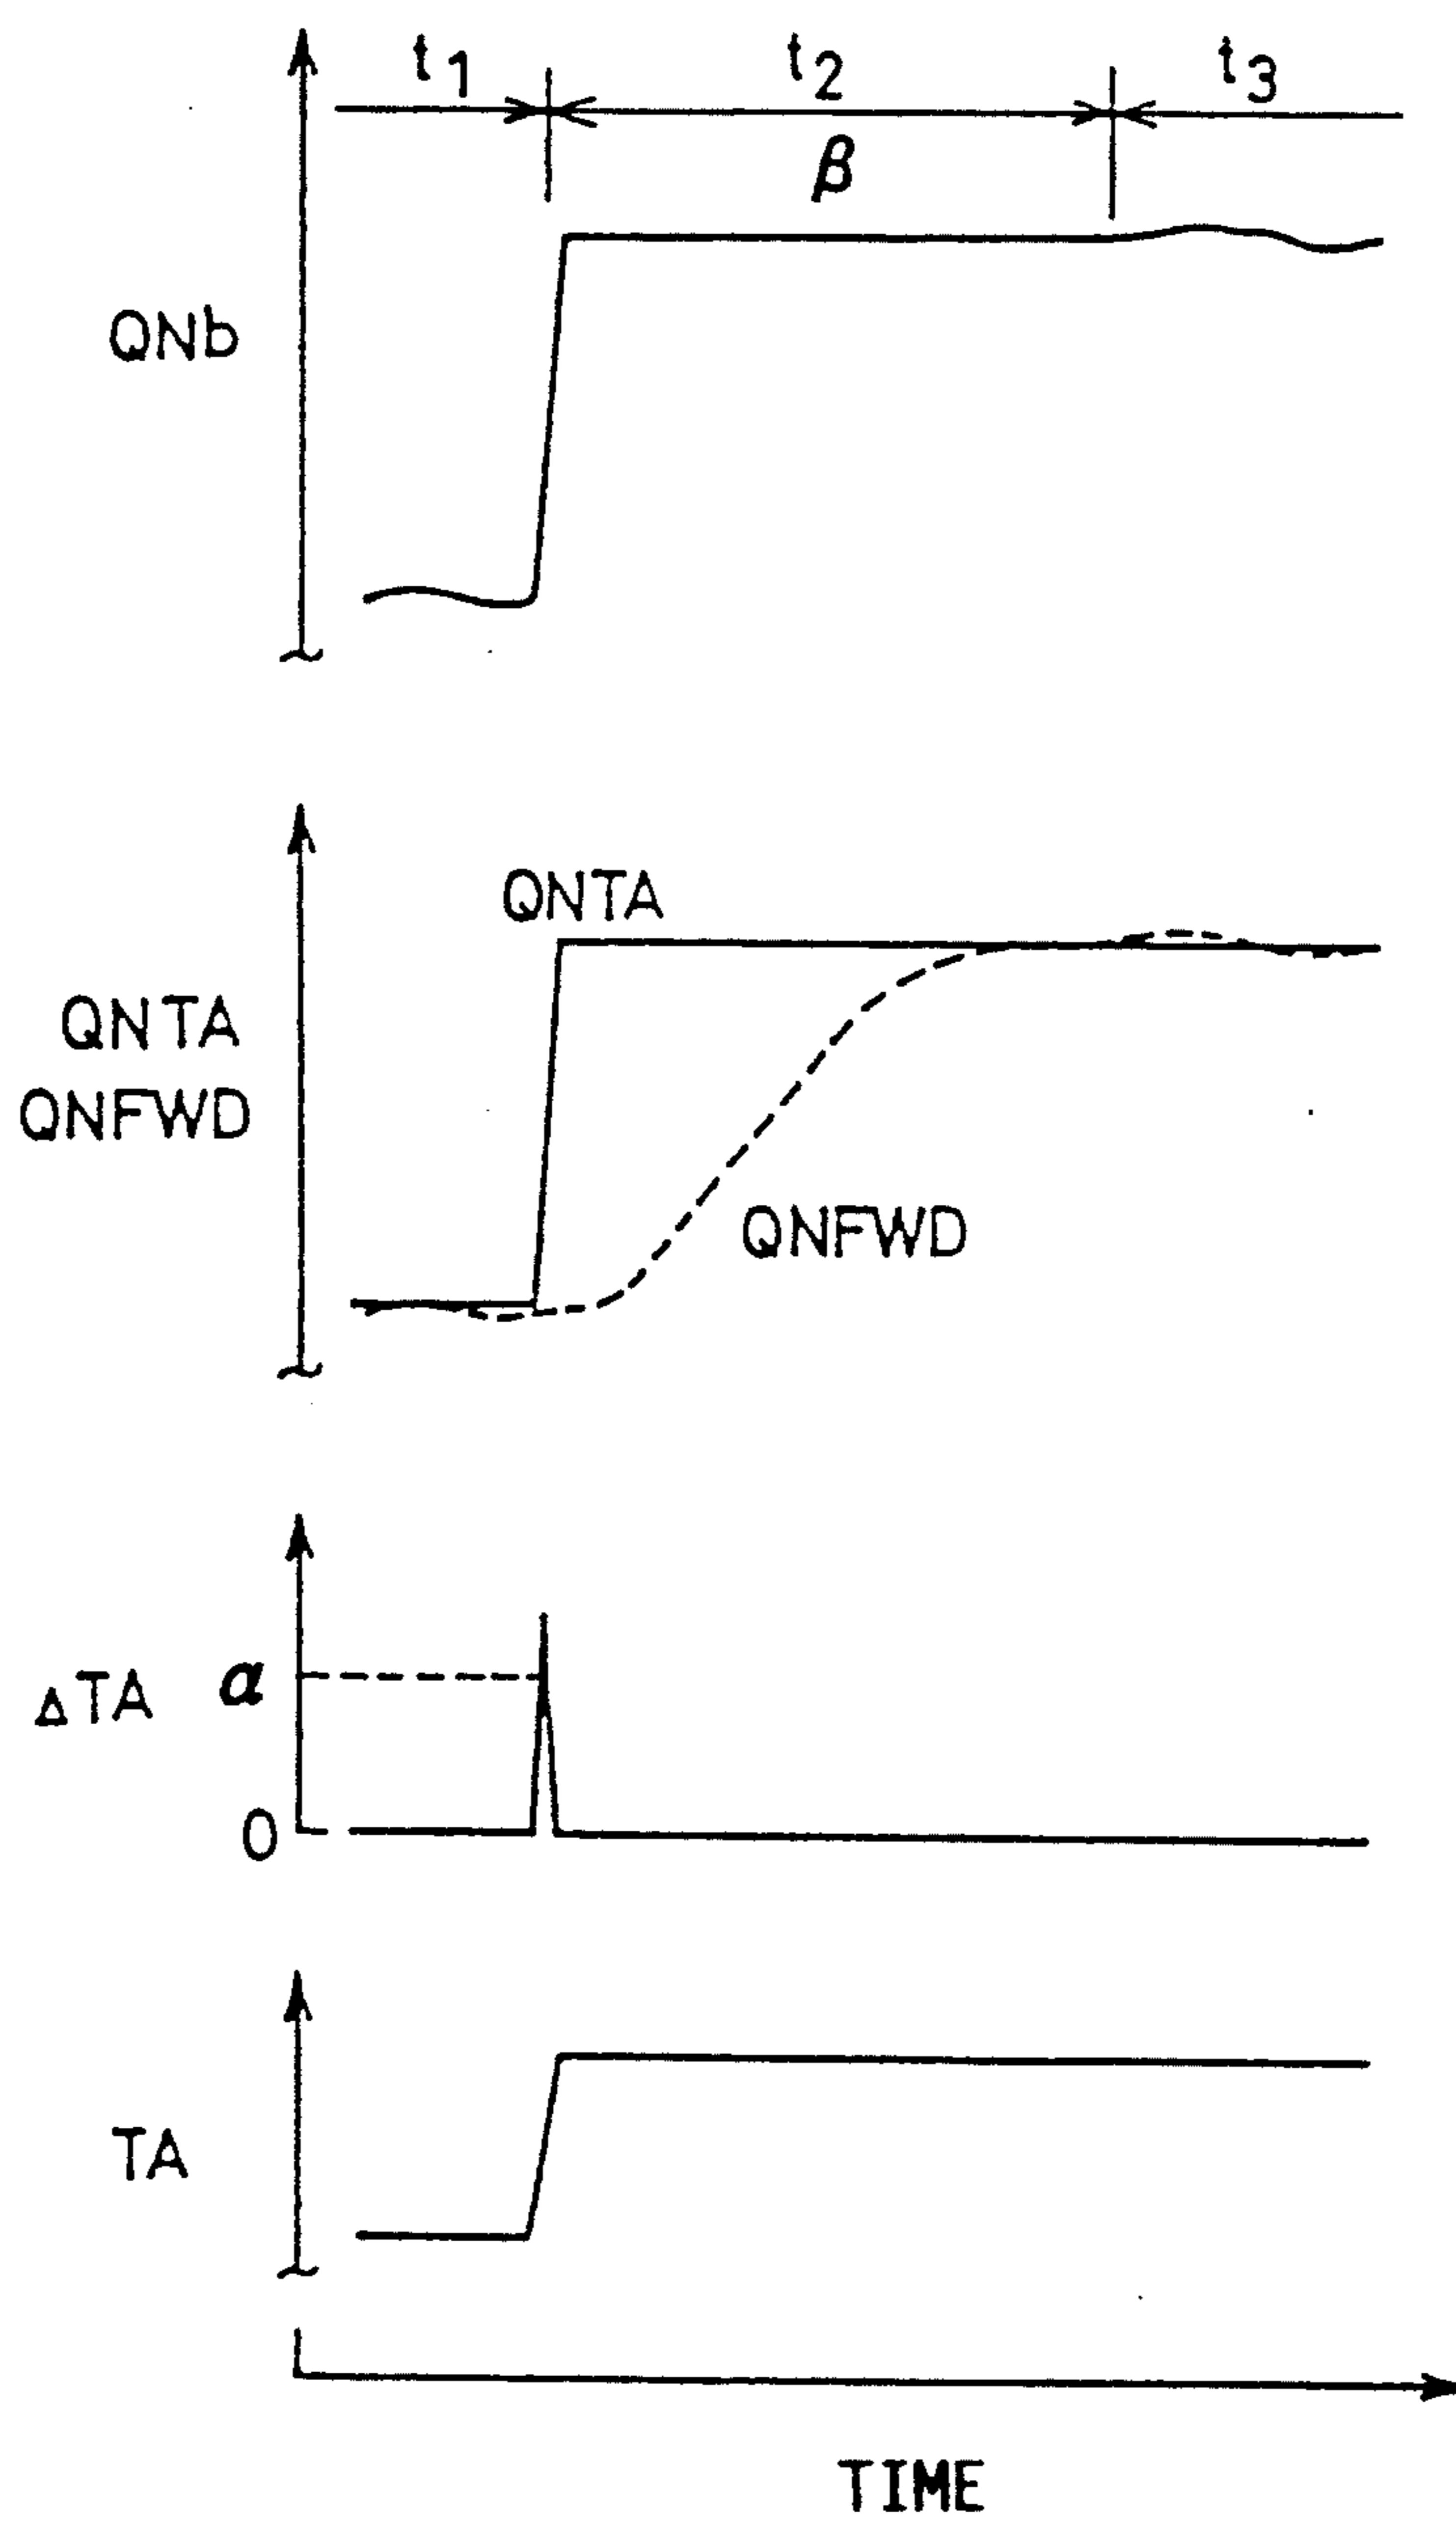 t1 t2 t3
β
QNb
QNTA
QNTA
QNFWD
QNFWD
ΔTA α
0
TA
TIME